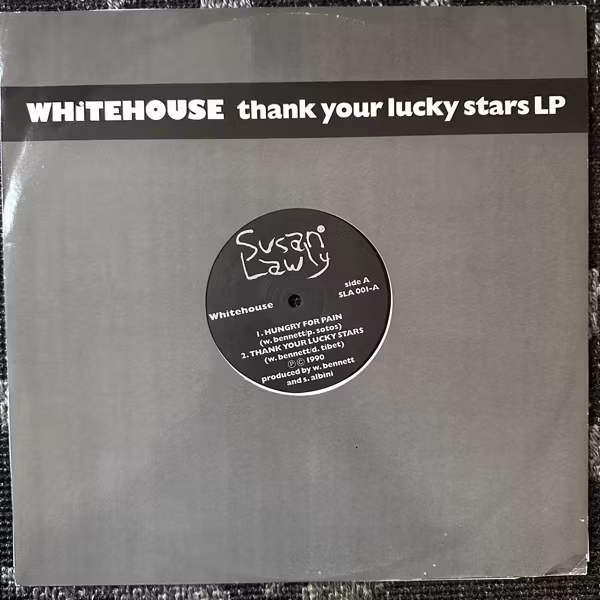 WHiTEHOUSE thank your lucky stars LP
Susan
Lawly
side A
SLA 001-A
Whitehouse
1. HUNGRY FOR PAIN
(w. bennett/p. sotos)
2. THANK YOUR LUCKY STARS
(w. bennett/d. tibet)
Ⓟ © 1990
produced by w. bennett
and s. albini